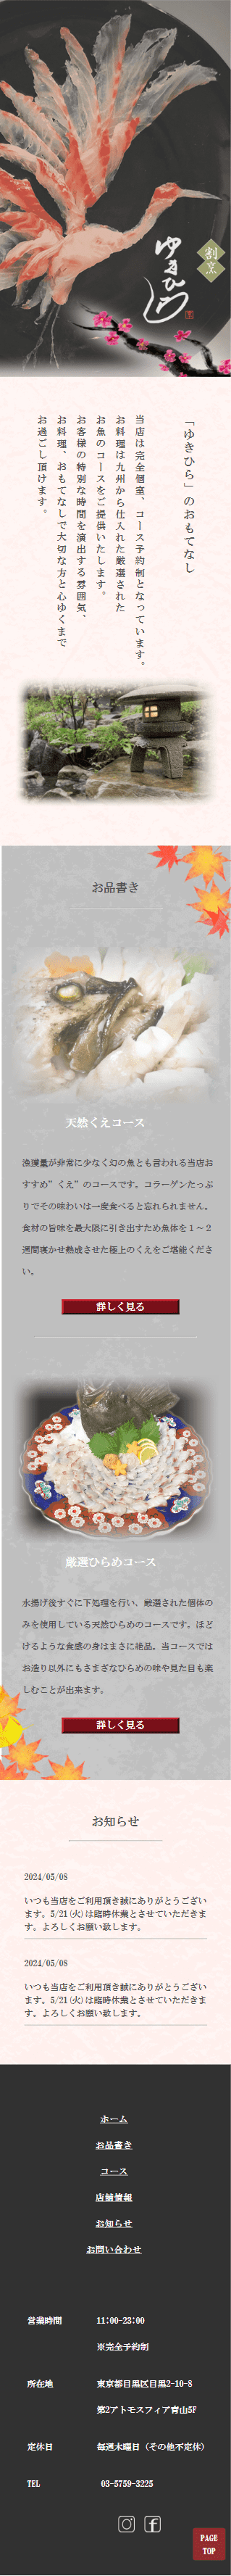 割烹
ゆきひら
「ゆきひら」のおもてなし
当店は完全個室、コース予約制となっています。
お料理は九州から仕入れた厳選された
お魚のコースをご提供いたします。
お客様の特別な時間を演出する雰囲気、
お料理、おもてなしで大切な方と心ゆくまで
お過ごし頂けます。
お品書き
天然くえコース
漁獲量が非常に少なく幻の魚とも言われる当店お
すすめ”くえ”のコースです。コラーゲンたっぷ
りでその味わいは一度食べると忘れられません。
食材の旨味を最大限に引き出すため魚体を１～２
週間寝かせ熟成させた極上のくえをご堪能くださ
い。
詳しく見る
厳選ひらめコース
水揚げ後すぐに下処理を行い、厳選された個体の
みを使用している天然ひらめのコースです。ほど
けるような食感の身はまさに絶品。当コースでは
お造り以外にもさまざなひらめの味や見た目も楽
しむことが出来ます。
詳しく見る
お知らせ
2024/05/08
いつも当店をご利用頂き誠にありがとうござい
ます。5/21(火)は臨時休業とさせていただきま
す。よろしくお願い致します。
2024/05/08
いつも当店をご利用頂き誠にありがとうござい
ます。5/21(火)は臨時休業とさせていただきま
す。よろしくお願い致します。
ホーム
お品書き
コース
店舗情報
お知らせ
お問い合わせ
営業時間 11:00-23:00
※完全予約制
所在地 東京都目黒区目黒2-10-8
第2アトモスフィア青山5F
定休日 毎週木曜日（その他不定休）
TEL 03-5759-3225
PAGE
TOP